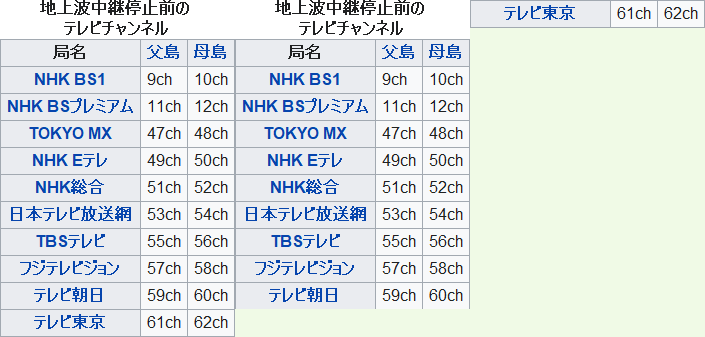 地上波中継停止前の
テレビチャンネル
局名 父島 母島
NHK BS1 9ch 10ch
NHK BSプレミアム 11ch 12ch
TOKYO MX 47ch 48ch
NHK Eテレ 49ch 50ch
NHK総合 51ch 52ch
日本テレビ放送網 53ch 54ch
TBSテレビ 55ch 56ch
フジテレビジョン 57ch 58ch
テレビ朝日 59ch 60ch
テレビ東京 61ch 62ch
地上波中継停止前の
テレビチャンネル
局名 父島 母島
NHK BS1 9ch 10ch
NHK BSプレミアム 11ch 12ch
TOKYO MX 47ch 48ch
NHK Eテレ 49ch 50ch
NHK総合 51ch 52ch
日本テレビ放送網 53ch 54ch
TBSテレビ 55ch 56ch
フジテレビジョン 57ch 58ch
テレビ朝日 59ch 60ch
テレビ東京 61ch 62ch